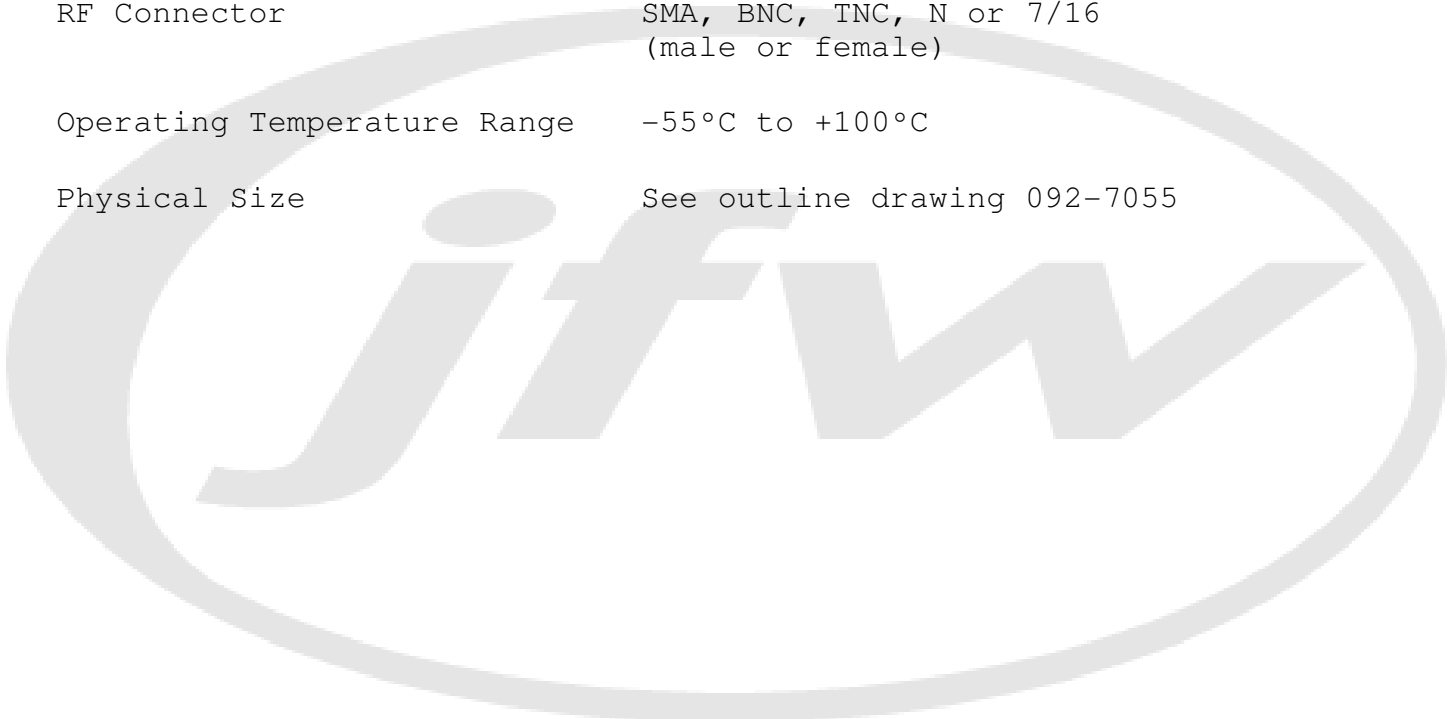 RF Connector SMA, BNC, TNC, N or 7/16
(male or female)
Operating Temperature Range -55°C to +100°C
Physical Size See outline drawing 092-7055
jfw